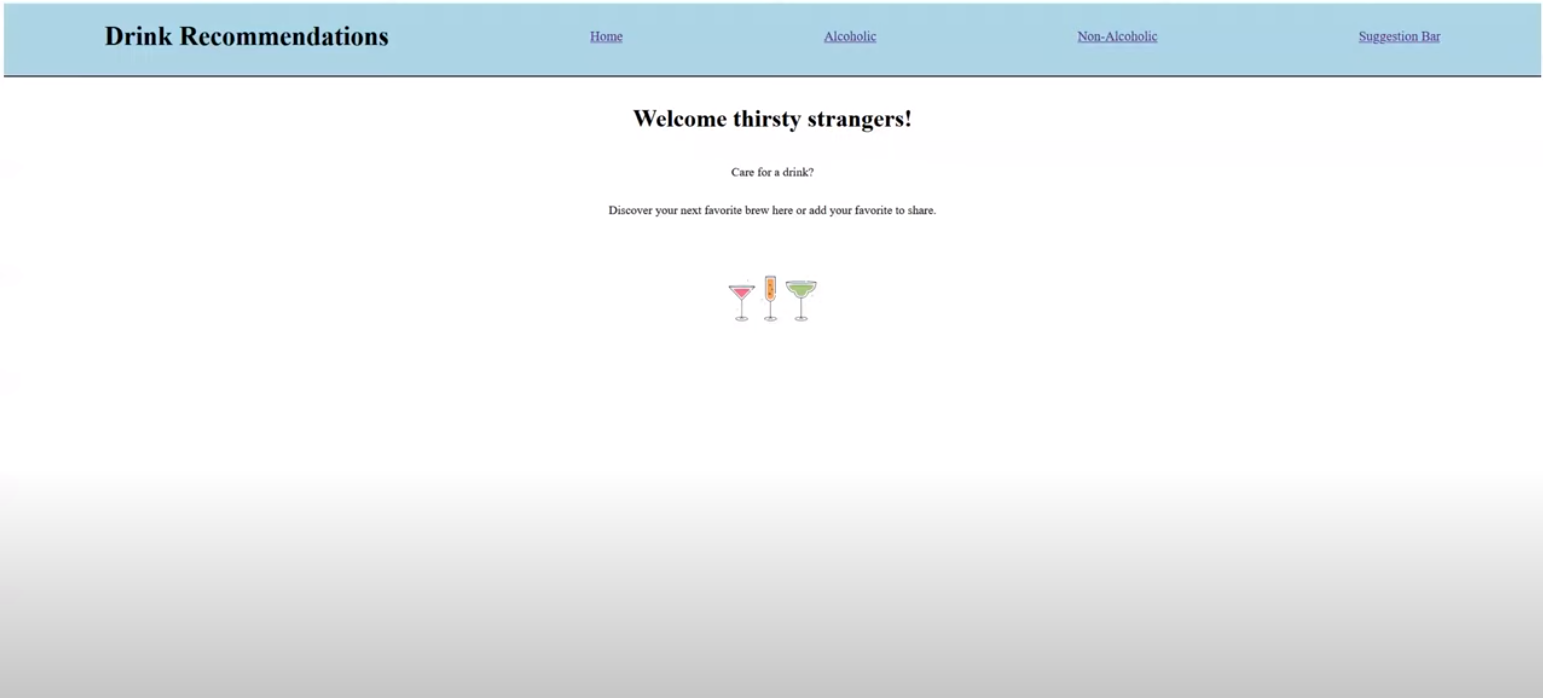 Drink Recommendations
Home
Alcoholic
Non-Alcoholic
Suggestion Bar
Welcome thirsty strangers!
Care for a drink?
Discover your next favorite brew here or add your favorite to share.